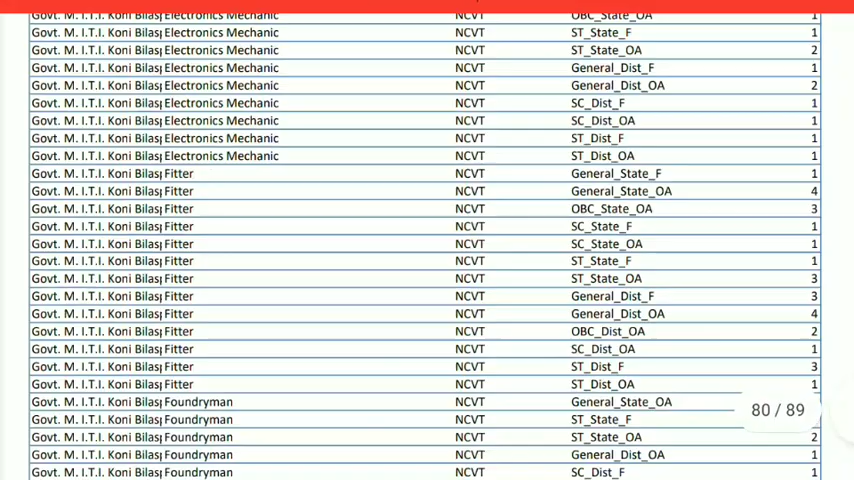 Govt. M. I.T.I. Koni Bilasp Electronics Mechanic NCVT OBC_State_OA 1
Govt. M. I.T.I. Koni Bilasp Electronics Mechanic NCVT ST_State_F 1
Govt. M. I.T.I. Koni Bilasp Electronics Mechanic NCVT ST_State_OA 2
Govt. M. I.T.I. Koni Bilasp Electronics Mechanic NCVT General_Dist_F 1
Govt. M. I.T.I. Koni Bilasp Electronics Mechanic NCVT General_Dist_OA 2
Govt. M. I.T.I. Koni Bilasp Electronics Mechanic NCVT SC_Dist_F 1
Govt. M. I.T.I. Koni Bilasp Electronics Mechanic NCVT SC_Dist_OA 1
Govt. M. I.T.I. Koni Bilasp Electronics Mechanic NCVT ST_Dist_F 1
Govt. M. I.T.I. Koni Bilasp Electronics Mechanic NCVT ST_Dist_OA 1
Govt. M. I.T.I. Koni Bilasp Fitter NCVT General_State_F 1
Govt. M. I.T.I. Koni Bilasp Fitter NCVT General_State_OA 4
Govt. M. I.T.I. Koni Bilasp Fitter NCVT OBC_State_OA 3
Govt. M. I.T.I. Koni Bilasp Fitter NCVT SC_State_F 1
Govt. M. I.T.I. Koni Bilasp Fitter NCVT SC_State_OA 1
Govt. M. I.T.I. Koni Bilasp Fitter NCVT ST_State_F 1
Govt. M. I.T.I. Koni Bilasp Fitter NCVT ST_State_OA 3
Govt. M. I.T.I. Koni Bilasp Fitter NCVT General_Dist_F 3
Govt. M. I.T.I. Koni Bilasp Fitter NCVT General_Dist_OA 4
Govt. M. I.T.I. Koni Bilasp Fitter NCVT OBC_Dist_OA 2
Govt. M. I.T.I. Koni Bilasp Fitter NCVT SC_Dist_OA 1
Govt. M. I.T.I. Koni Bilasp Fitter NCVT ST_Dist_F 3
Govt. M. I.T.I. Koni Bilasp Fitter NCVT ST_Dist_OA 1
Govt. M. I.T.I. Koni Bilasp Foundryman NCVT General_State_OA
80 / 89
Govt. M. I.T.I. Koni Bilasp Foundryman NCVT ST_State_F
Govt. M. I.T.I. Koni Bilasp Foundryman NCVT ST_State_OA 2
Govt. M. I.T.I. Koni Bilasp Foundryman NCVT General_Dist_OA 1
Govt. M. I.T.I. Koni Bilasp Foundryman NCVT SC_Dist_F 1